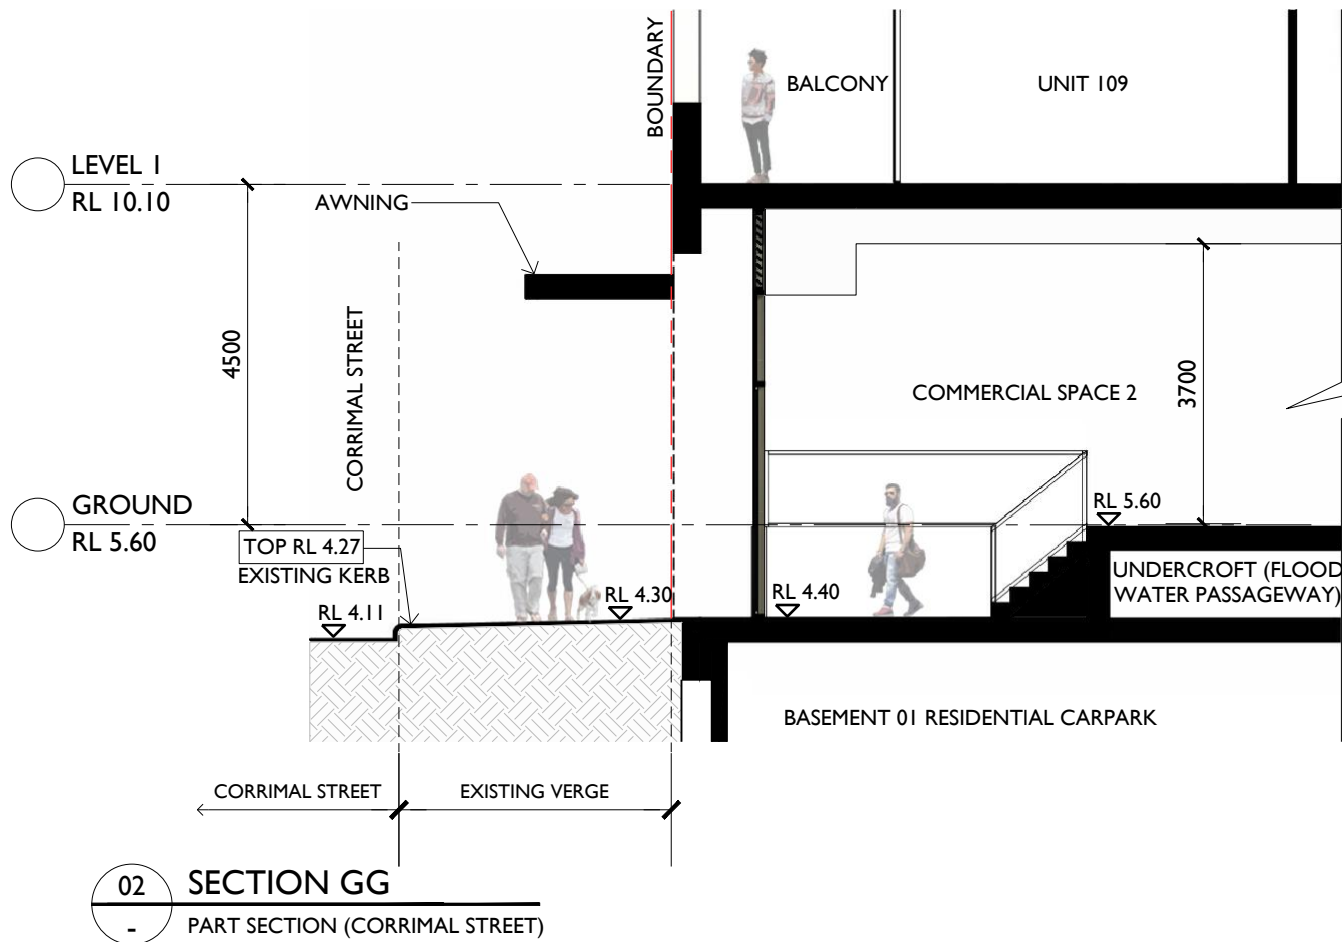 BOUNDARY
BALCONY
UNIT 109
LEVEL 1
RL 10.10
AWNING
4500
CORRIMAL STREET
COMMERCIAL SPACE 2
3700
GROUND
RL 5.60
TOP RL 4.27
EXISTING KERB
RL 4.11
RL 4.30
RL 4.40
RL 5.60
UNDERCROFT (FLOOD
WATER PASSAGEWAY)
BASEMENT 01 RESIDENTIAL CARPARK
CORRIMAL STREET
EXISTING VERGE
02
-
SECTION GG
PART SECTION (CORRIMAL STREET)